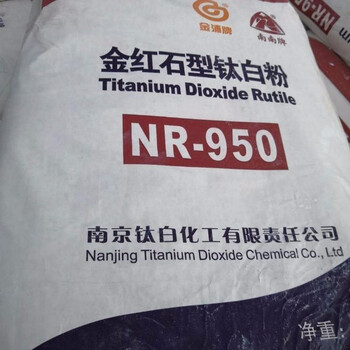 金浦牌
南南牌
NR-95
金红石型钛白粉
Titanium Dioxide Rutile
NR-950
南京钛白化工有限责任公司
Nanjing Titanium Dioxide Chemical Co., Ltd
净重: